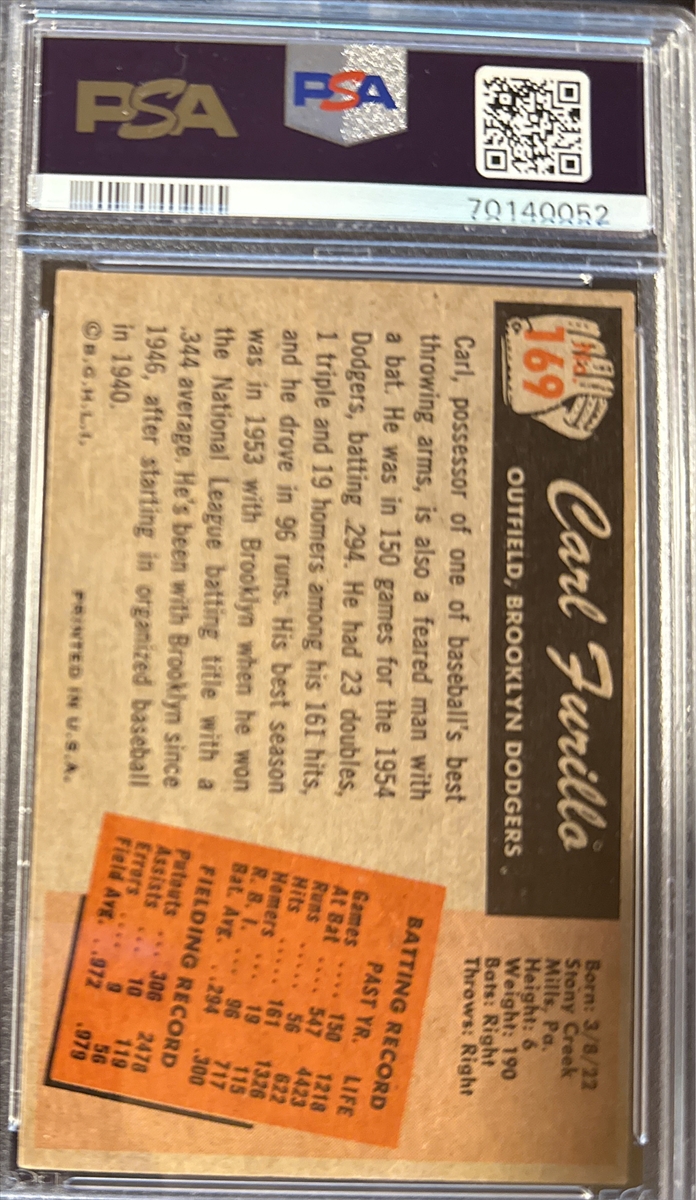 PSA
PSA
70140052
No.
169
Carl Furillo
OUTFIELD, BROOKLYN DODGERS
Born: 3/8/22
Stony Creek
Mills, Pa.
Height: 6
Weight: 190
Bats: Right
Throws: Right
Carl, possessor of one of baseball's best
throwing arms, is also a feared man with
a bat. He was in 150 games for the 1954
Dodgers, batting .294. He had 23 doubles,
1 triple and 19 homers among his 161 hits,
and he drove in 96 runs. His best season
was in 1953 with Brooklyn when he won
the National League batting title with a
.344 average. He's been with Brooklyn since
1946, after starting in organized baseball
in 1940.
©B.G.H.L.I.
PRINTED IN U.S.A.
BATTING RECORD
PAST YR. LIFE
Games .... 150 1218
At Bat .... 547 4423
Runs .... 56 622
Hits .... 161 1326
Homers .... 19 115
R. B. I. .... 96 717
Bat. Avg. .. .294 .300
FIELDING RECORD
Putouts ... 306 2478
Assists ... 10 119
Errors .... 9 56
Field Avg. .. .972 .979